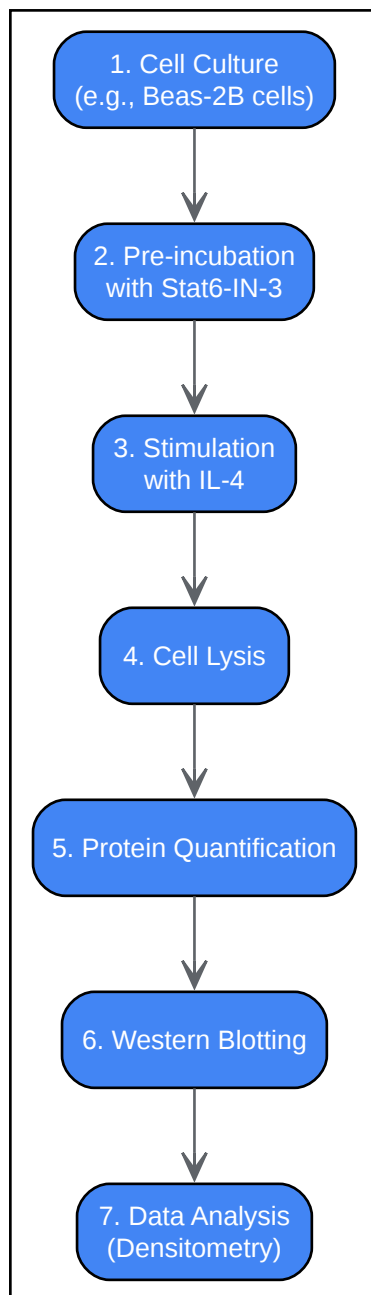 1. Cell Culture
(e.g., Beas-2B cells)
2. Pre-incubation
with Stat6-IN-3
3. Stimulation
with IL-4
4. Cell Lysis
5. Protein Quantification
6. Western Blotting
7. Data Analysis
(Densitometry)